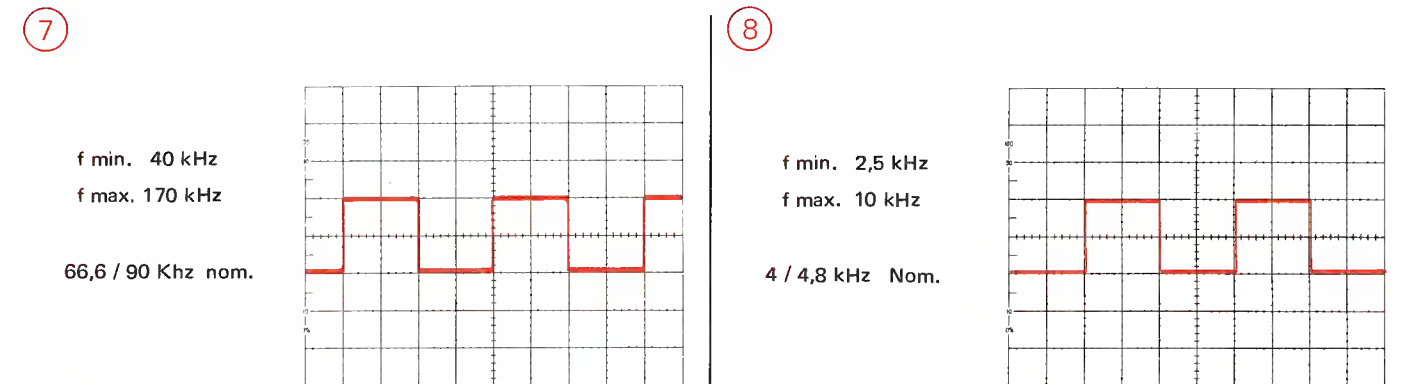 7
f min. 40 kHz
f max. 170 kHz
66,6 / 90 Khz nom.
8
f min. 2,5 kHz
f max. 10 kHz
4 / 4,8 kHz Nom.